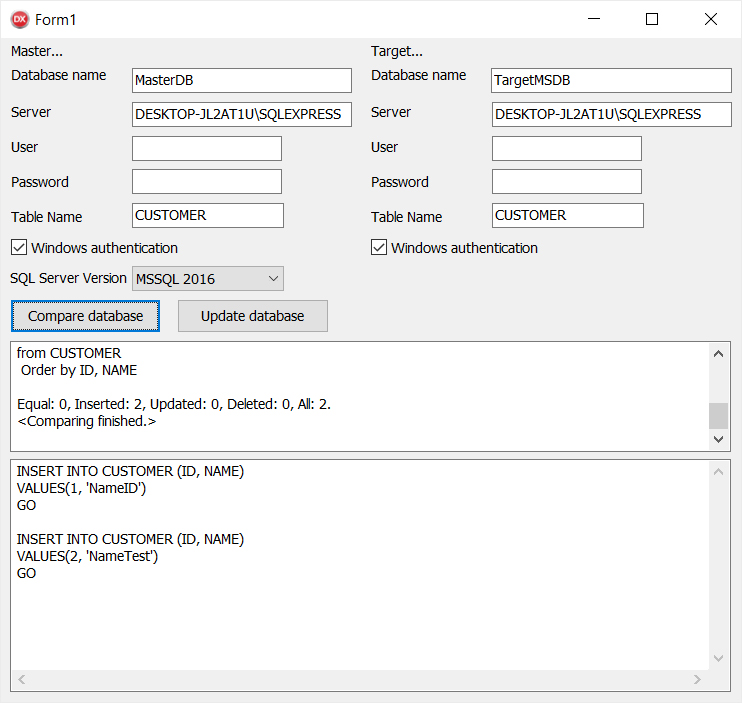 DX Form1
Master...
Target...
Database name
MasterDB
Database name
TargetMSDB
Server
DESKTOP-JL2AT1U\SQLEXPRESS
Server
DESKTOP-JL2AT1U\SQLEXPRESS
User
User
Password
Password
Table Name
CUSTOMER
Table Name
CUSTOMER
Windows authentication
Windows authentication
SQL Server Version
MSSQL 2016
Compare database
Update database
from CUSTOMER
Order by ID, NAME
Equal: 0, Inserted: 2, Updated: 0, Deleted: 0, All: 2.
<Comparing finished.>
INSERT INTO CUSTOMER (ID, NAME)
VALUES(1, 'NameID')
GO
INSERT INTO CUSTOMER (ID, NAME)
VALUES(2, 'NameTest')
GO